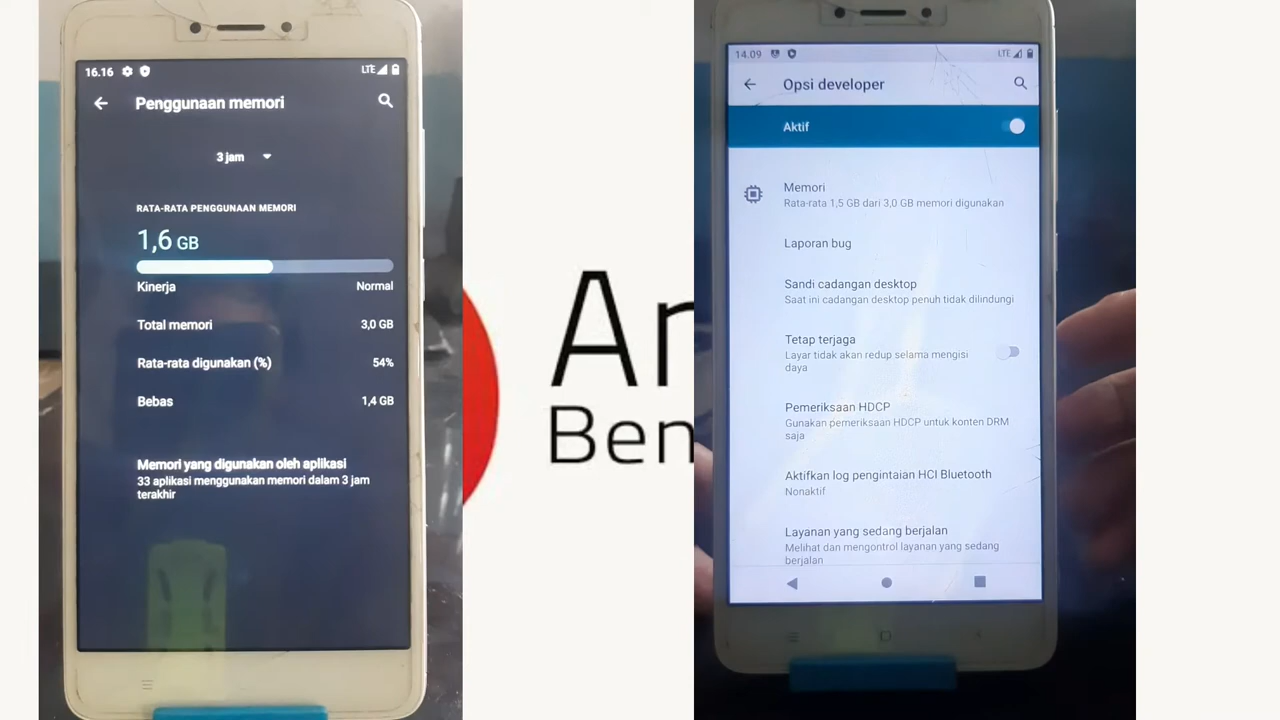 16.16
LTE
Penggunaan memori
3 jam
RATA-RATA PENGGUNAAN MEMORI
1,6 GB
Kinerja
Normal
Total memori
3,0 GB
Rata-rata digunakan (%)
54%
Bebas
1,4 GB
Memori yang digunakan oleh aplikasi
33 aplikasi menggunakan memori dalam 3 jam
terakhir
An
Ben
14.09
LTE
Opsi developer
Aktif
Memori
Rata-rata 1,5 GB dari 3,0 GB memori digunakan
Laporan bug
Sandi cadangan desktop
Saat ini cadangan desktop penuh tidak dilindungi
Tetap terjaga
Layar tidak akan redup selama mengisi
daya
Pemeriksaan HDCP
Gunakan pemeriksaan HDCP untuk konten DRM
saja
Aktifkan log pengintaian HCI Bluetooth
Nonaktif
Layanan yang sedang berjalan
Melihat dan mengontrol layanan yang sedang
berjalan